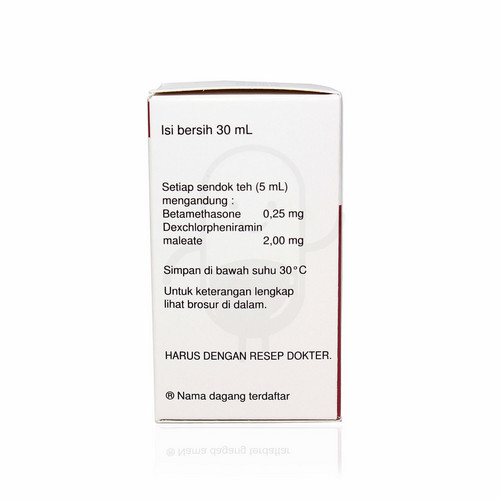 Isi bersih 30 mL
Setiap sendok teh (5 mL)
mengandung :
Betamethasone 0,25 mg
Dexchlorpheniramin
maleate 2,00 mg
Simpan di bawah suhu 30°C
Untuk keterangan lengkap
lihat brosur di dalam.
HARUS DENGAN RESEP DOKTER.
® Nama dagang terdaftar